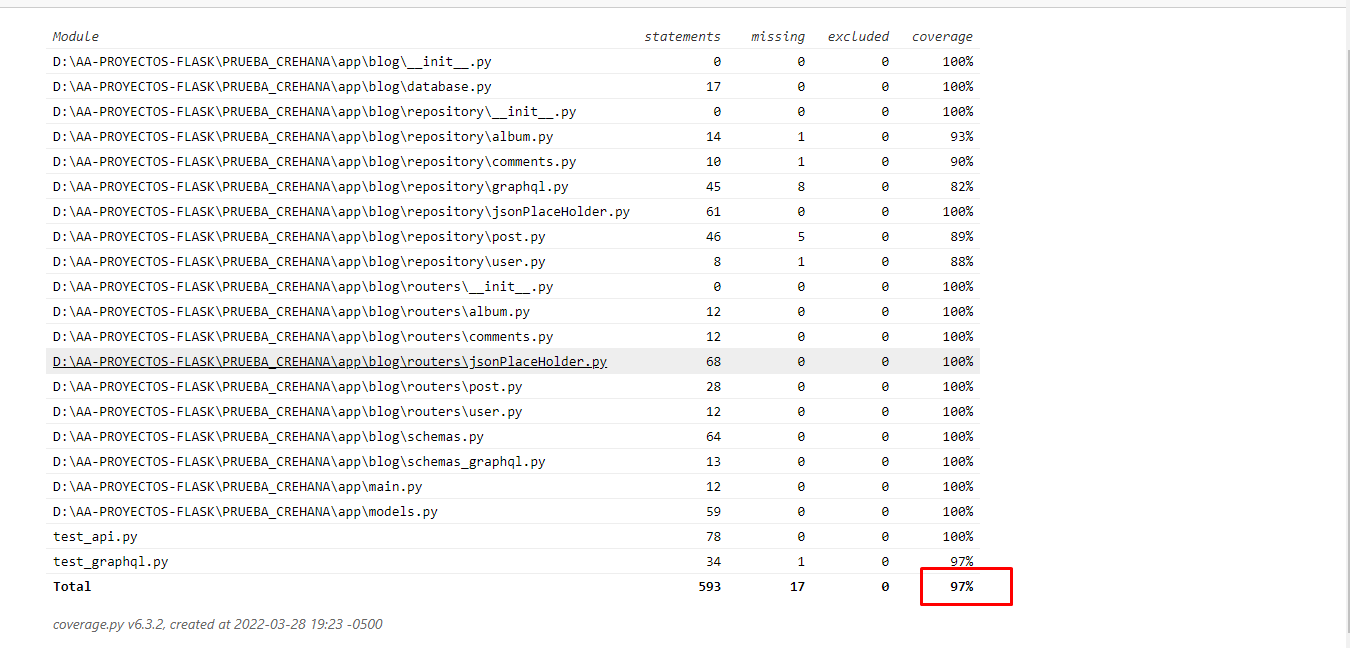 Module statements missing excluded coverage
D:\AA-PROYECTOS-FLASK\PRUEBA_CREHANA\app\blog\__init__.py 0 0 0 100%
D:\AA-PROYECTOS-FLASK\PRUEBA_CREHANA\app\blog\database.py 17 0 0 100%
D:\AA-PROYECTOS-FLASK\PRUEBA_CREHANA\app\blog\repository\__init__.py 0 0 0 100%
D:\AA-PROYECTOS-FLASK\PRUEBA_CREHANA\app\blog\repository\album.py 14 1 0 93%
D:\AA-PROYECTOS-FLASK\PRUEBA_CREHANA\app\blog\repository\comments.py 10 1 0 90%
D:\AA-PROYECTOS-FLASK\PRUEBA_CREHANA\app\blog\repository\graphql.py 45 8 0 82%
D:\AA-PROYECTOS-FLASK\PRUEBA_CREHANA\app\blog\repository\jsonPlaceHolder.py 61 0 0 100%
D:\AA-PROYECTOS-FLASK\PRUEBA_CREHANA\app\blog\repository\post.py 46 5 0 89%
D:\AA-PROYECTOS-FLASK\PRUEBA_CREHANA\app\blog\repository\user.py 8 1 0 88%
D:\AA-PROYECTOS-FLASK\PRUEBA_CREHANA\app\blog\routers\__init__.py 0 0 0 100%
D:\AA-PROYECTOS-FLASK\PRUEBA_CREHANA\app\blog\routers\album.py 12 0 0 100%
D:\AA-PROYECTOS-FLASK\PRUEBA_CREHANA\app\blog\routers\comments.py 12 0 0 100%
D:\AA-PROYECTOS-FLASK\PRUEBA_CREHANA\app\blog\routers\jsonPlaceHolder.py 68 0 0 100%
D:\AA-PROYECTOS-FLASK\PRUEBA_CREHANA\app\blog\routers\post.py 28 0 0 100%
D:\AA-PROYECTOS-FLASK\PRUEBA_CREHANA\app\blog\routers\user.py 12 0 0 100%
D:\AA-PROYECTOS-FLASK\PRUEBA_CREHANA\app\blog\schemas.py 64 0 0 100%
D:\AA-PROYECTOS-FLASK\PRUEBA_CREHANA\app\blog\schemas_graphql.py 13 0 0 100%
D:\AA-PROYECTOS-FLASK\PRUEBA_CREHANA\app\main.py 12 0 0 100%
D:\AA-PROYECTOS-FLASK\PRUEBA_CREHANA\app\models.py 59 0 0 100%
test_api.py 78 0 0 100%
test_graphql.py 34 1 0 97%
Total 593 17 0 97%
coverage.py v6.3.2, created at 2022-03-28 19:23 -0500